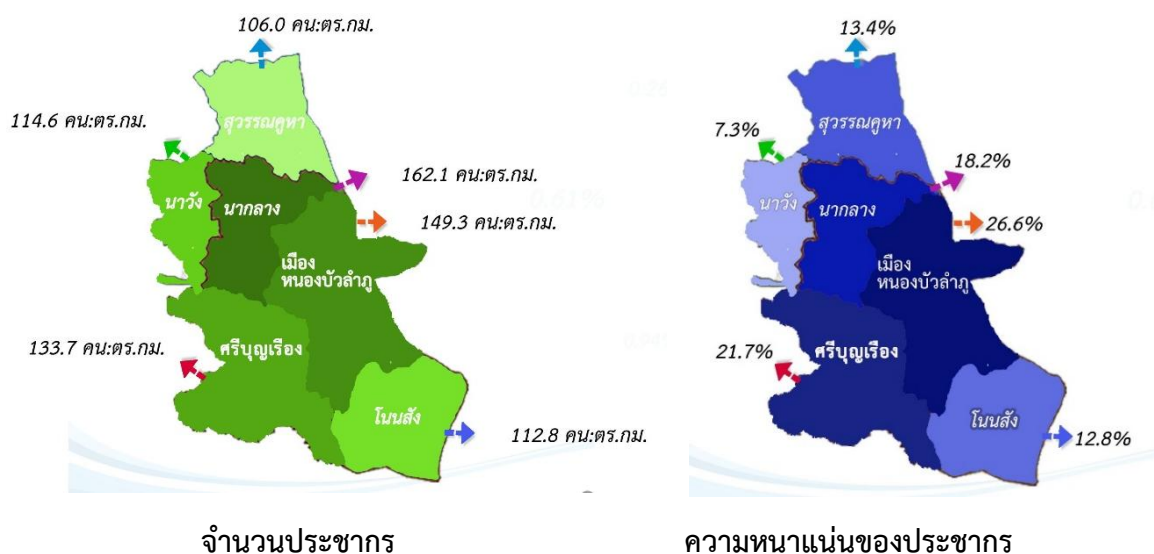 106.0 คน:ตร.กม.
114.6 คน:ตร.กม.
สุวรรณคูหา
162.1 คน:ตร.กม.
นาวัง
นากลาง
149.3 คน:ตร.กม.
เมือง
หนองบัวลำภู
133.7 คน:ตร.กม.
ศรีบุญเรือง
โนนสัง
112.8 คน:ตร.กม.
จำนวนประชากร
13.4%
7.3%
สุวรรณคูหา
18.2%
นาวัง
นากลาง
26.6%
เมือง
หนองบัวลำภู
21.7%
ศรีบุญเรือง
โนนสัง
12.8%
ความหนาแน่นของประชากร
0.61%